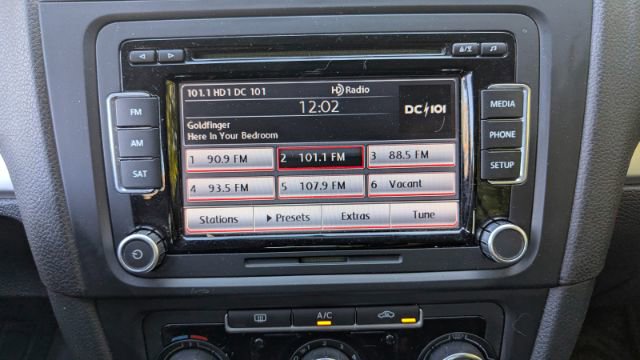 101.1 HD1 DC 101
HD Radio
12.02
DC 101
Goldfinger
Here In Your Bedroom
1 90.9 FM
2 101.1 FM
3 88.5 FM
4 93.5 FM
5 107.9 FM
6 Vacant
Stations
Presets
Extras
Tune
FM
AM
SAT
MEDIA
PHONE
SETUP
A/C